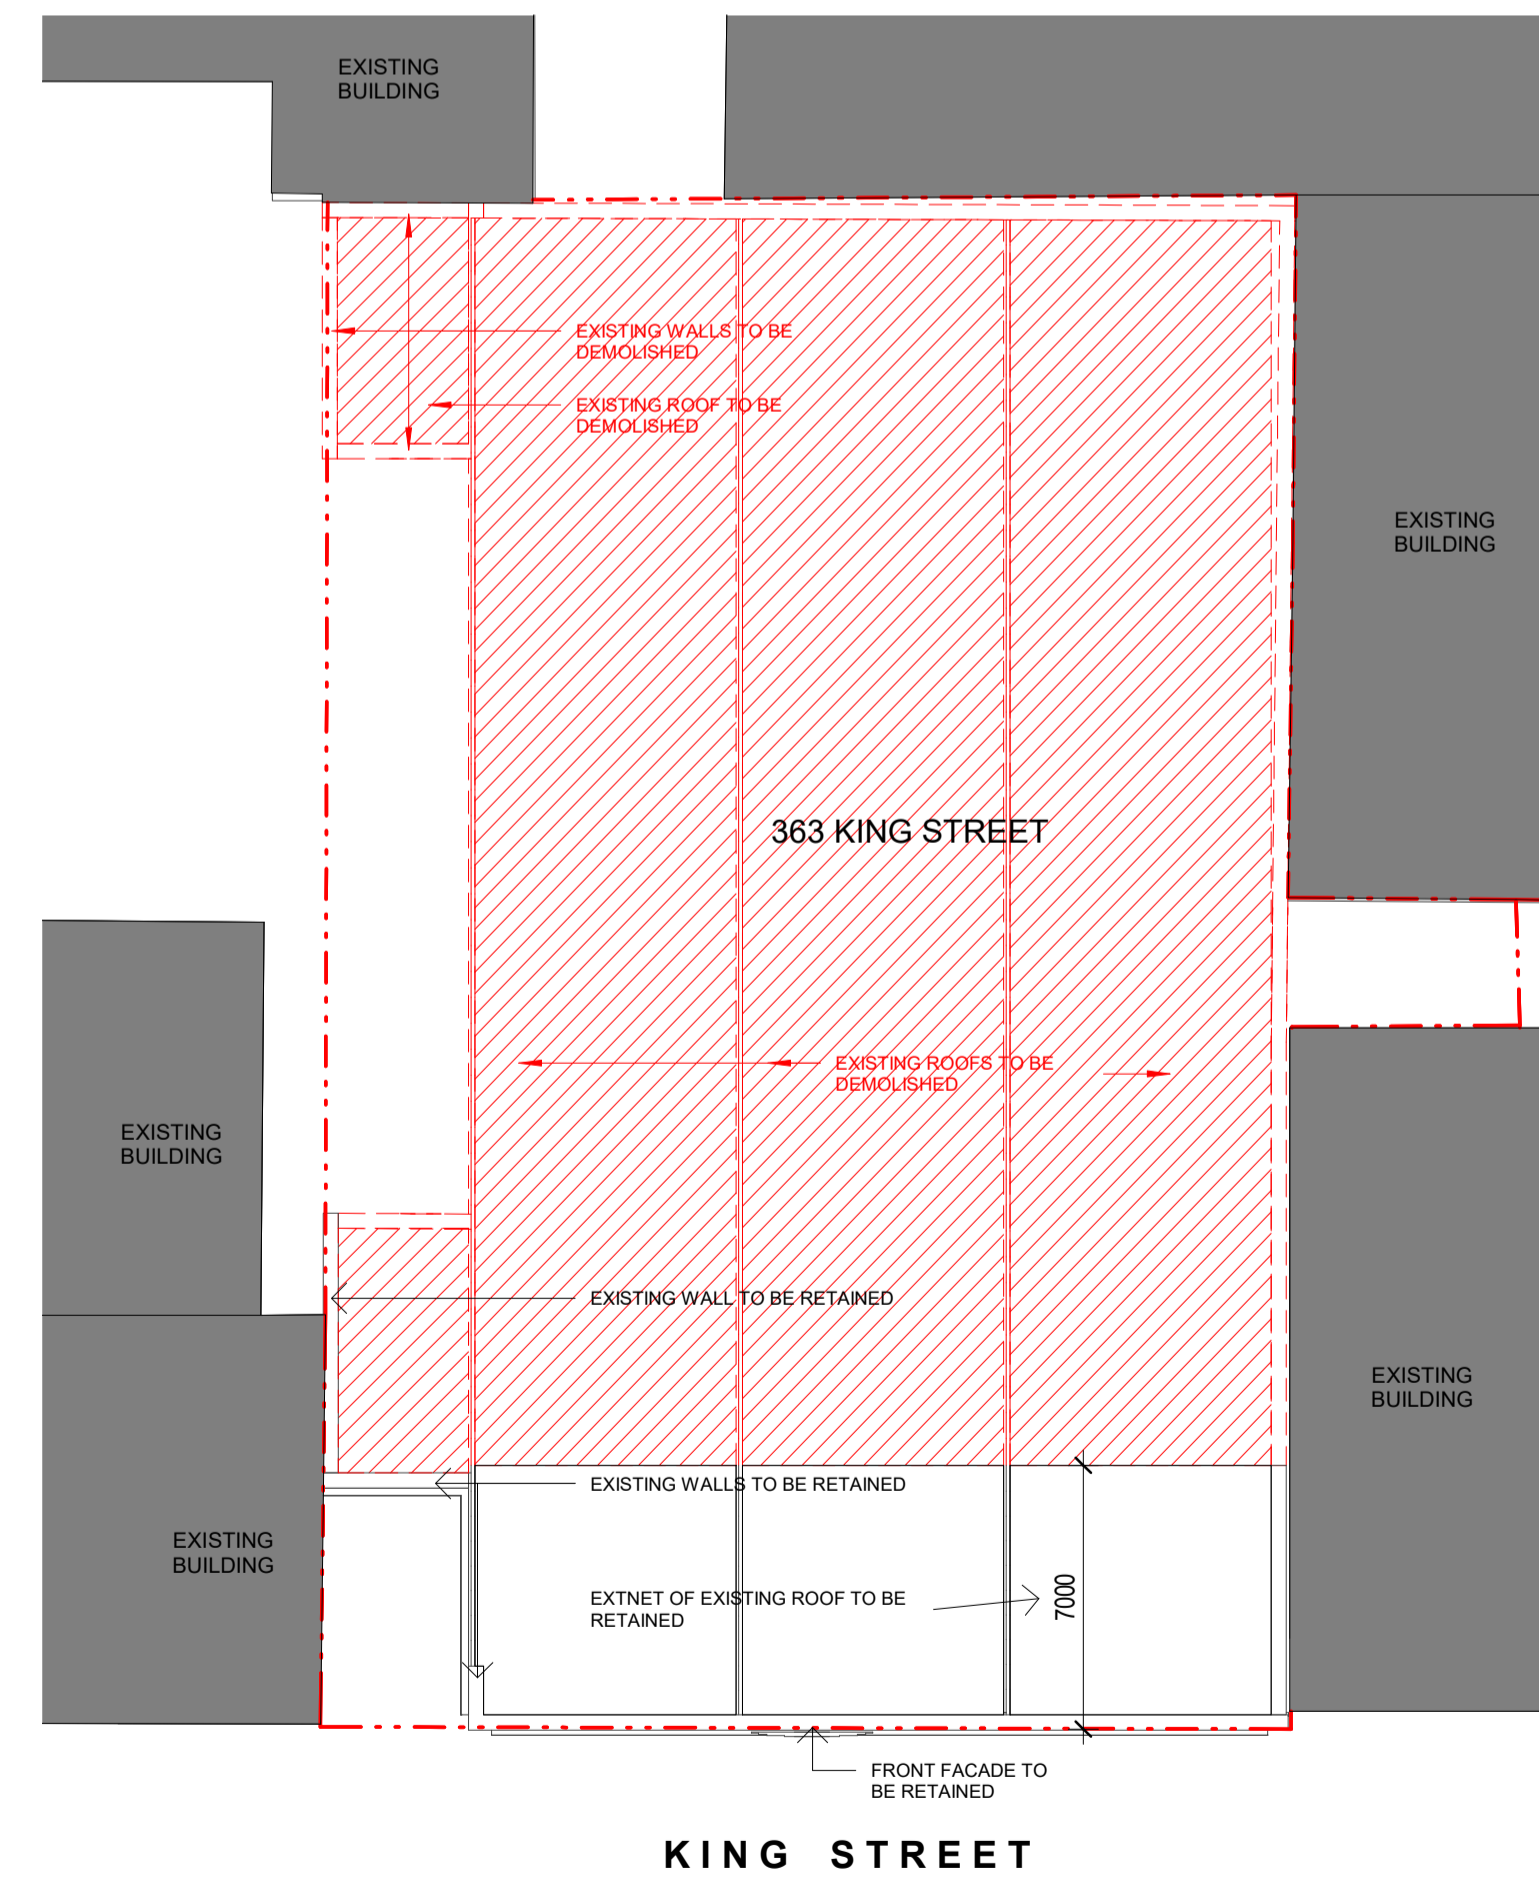 EXISTING
BUILDING
EXISTING WALLS TO BE
DEMOLISHED
EXISTING ROOF TO BE
DEMOLISHED
EXISTING
BUILDING
363 KING STREET
EXISTING ROOFS TO BE
DEMOLISHED
EXISTING
BUILDING
EXISTING WALL TO BE RETAINED
EXISTING
BUILDING
EXISTING WALLS TO BE RETAINED
EXISTING
BUILDING
EXTNET OF EXISTING ROOF TO BE
RETAINED
7000
FRONT FACADE TO
BE RETAINED
KING STREET